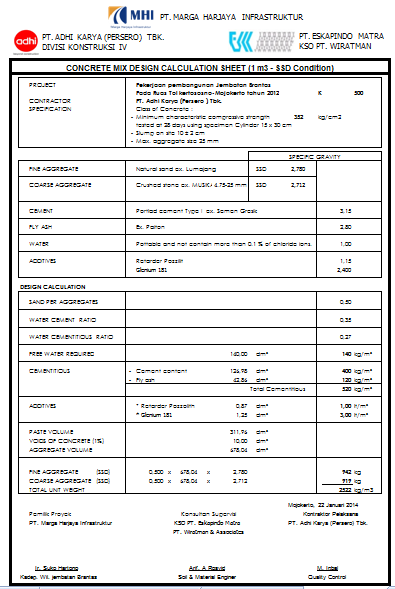 MHI PT. MARGA HARJAYA INFRASTRUKTUR
adhi PT. ADHI KARYA (PERSERO) TBK.
DIVISI KONSTRUKSI IV
PT. ESKAPINDO MATRA
KSO PT. WIRATMAN
CONCRETE MIX DESIGN CALCULATION SHEET (1 m3 - SSD Condition)
PROJECT Pekerjaan pembangunan Jembatan Brantas
Pada Ruas Tol kertosono-Mojokerto tahun 2012 K 500
CONTRACTOR PT. Adhi Karya (Persero) Tbk.
SPECIFICATION Class of Concrete :
- Minimum characteristic compressive strength 352 kg/cm2
tested at 28 days using specimen Cylinder 15 x 30 cm
- Slump on site 10 ± 2 cm
- Max. aggregate size 25 mm
SPECIFIC GRAVITY
FINE AGGREGATE Natural sand ex. Lumajang SSD 2,780
COARSE AGGREGATE Crushed stone ex. MUSIKA 4.75-25 mm SSD 2,712
CEMENT Portland cement Type I ex. Semen Gresik 3.15
FLY ASH Ex. Paiton 2.80
WATER Portable and not contain more than 0.1 % of chloride ions. 1.00
ADDITIVES Retarder Pozzolith 1,15
Glenium 181 2,400
DESIGN CALCULATION
SAND PER AGGREGATES 0.50
WATER CEMENT RATIO 0.35
WATER CEMENTITIOUS RATIO 0.27
FREE WATER REQUIRED 140,00 dm³ 140 kg/m³
CEMENTITIOUS - Cement content 126,98 dm³ 400 kg/m³
- Fly ash 42,86 dm³ 120 kg/m³
Total Cementitious 520 kg/m³
ADDITIVES * Retarder Pozzolith 0.87 dm³ 1,00 lt/m³
* Glenium 181 1.25 dm³ 3,00 lt/m³
PASTE VOLUME 311,96 dm³
VOIDS OF CONCRETE (1%) 10.00 dm³
AGGREGATE VOLUME 678,04 dm³
FINE AGGREGATE (SSD) 0.500 x 678.04 x 2,780 942 kg
COARSE AGGREGATE (SSD) 0.500 x 678.04 x 2,712 919 kg
TOTAL UNIT WEIGHT 2522 kg/m3
Mojokerto, 22 Januari 2014
Pemilik Proyek Konsultan Supervisi Kontraktor Pelaksana
PT. Marga Harjaya Infrastruktur KSO PT. Eskapindo Matra PT. Adhi Karya (Persero) Tbk.
PT. Wiratman & Associates
Ir. Suko Hartono Arif. A Rosyid M. Iqbal
Kadep. Wil. jembatan Brantas Soil & Material Enginer Quality Control